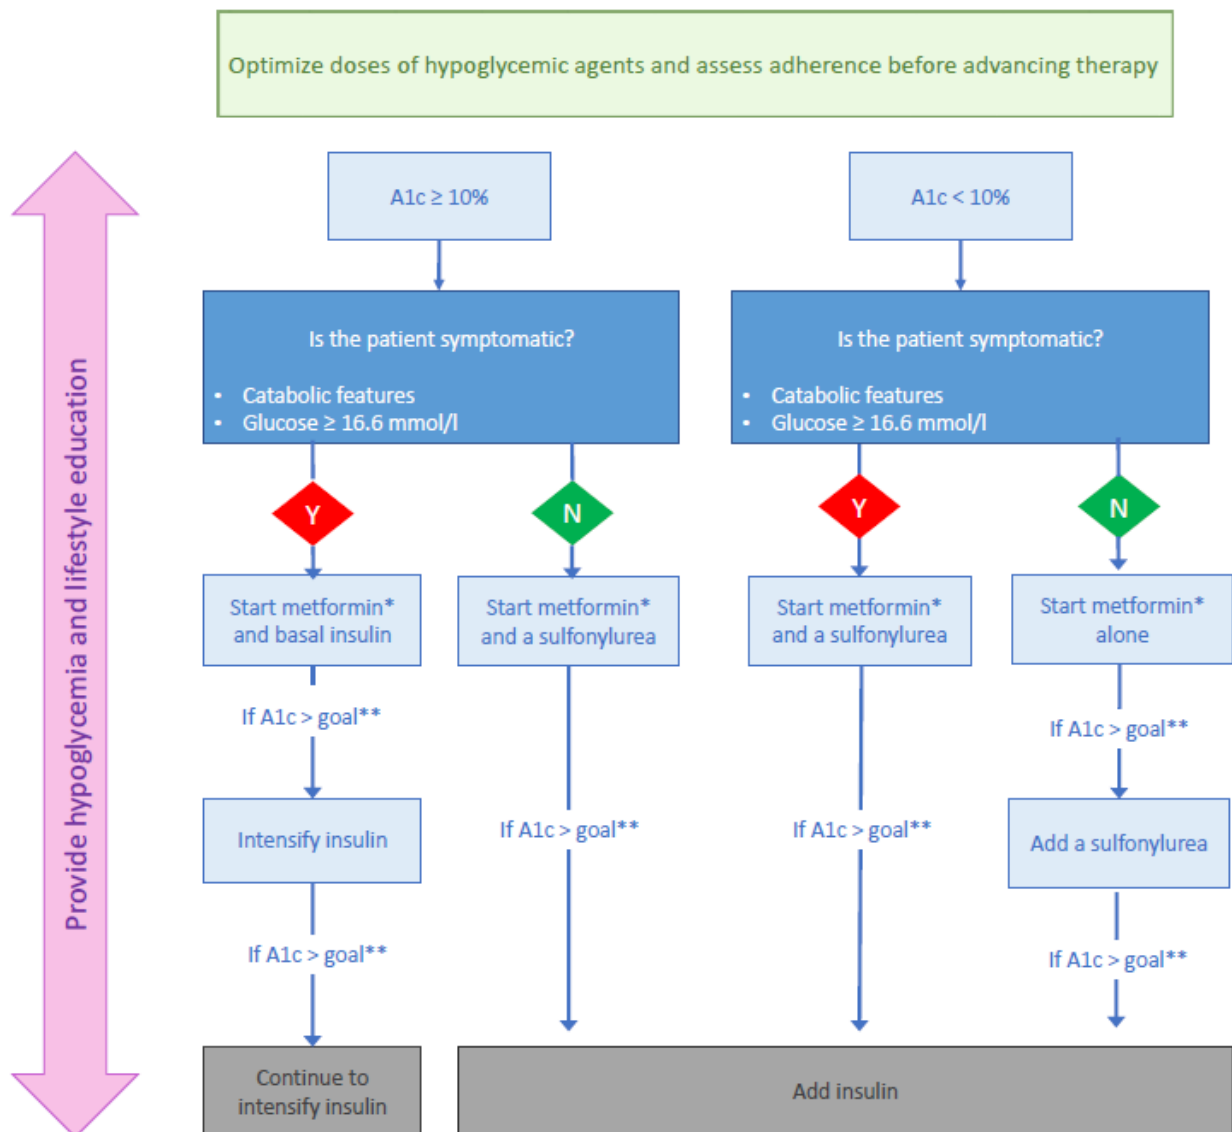 Optimize doses of hypoglycemic agents and assess adherence before advancing therapy
Provide hypoglycemia and lifestyle education
A1c ≥ 10%
A1c < 10%
Is the patient symptomatic?
• Catabolic features
• Glucose ≥ 16.6 mmol/l
Is the patient symptomatic?
• Catabolic features
• Glucose ≥ 16.6 mmol/l
Y
N
Y
N
Start metformin*
and basal insulin
Start metformin*
and a sulfonylurea
Start metformin*
and a sulfonylurea
Start metformin*
alone
If A1c > goal**
If A1c > goal**
Intensify insulin
If A1c > goal**
If A1c > goal**
Add a sulfonylurea
If A1c > goal**
If A1c > goal**
Continue to
intensify insulin
Add insulin